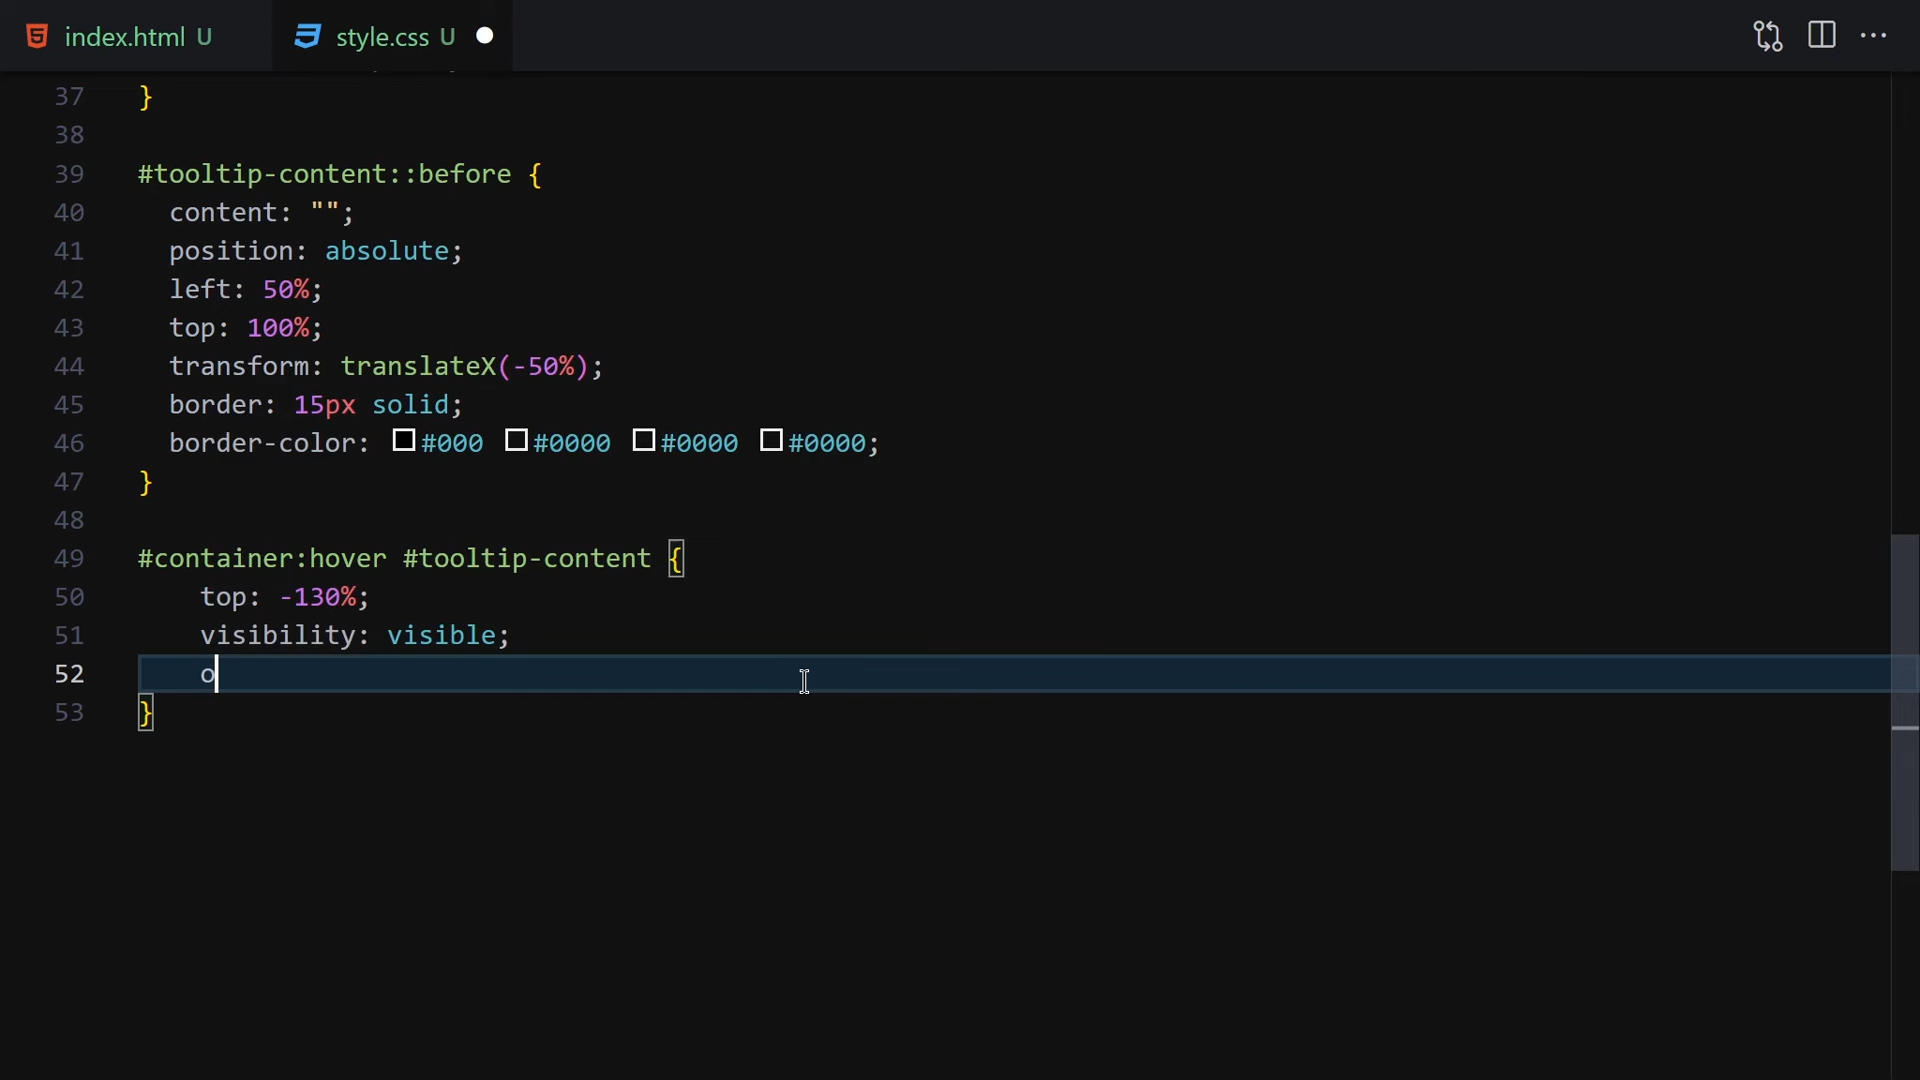 index.html U
style.css U
37 }
38
39 #tooltip-content::before {
40 content: "";
41 position: absolute;
42 left: 50%;
43 top: 100%;
44 transform: translateX(-50%);
45 border: 15px solid;
46 border-color: #000 #0000 #0000 #0000;
47 }
48
49 #container:hover #tooltip-content {
50 top: -130%;
51 visibility: visible;
52 o
53 }